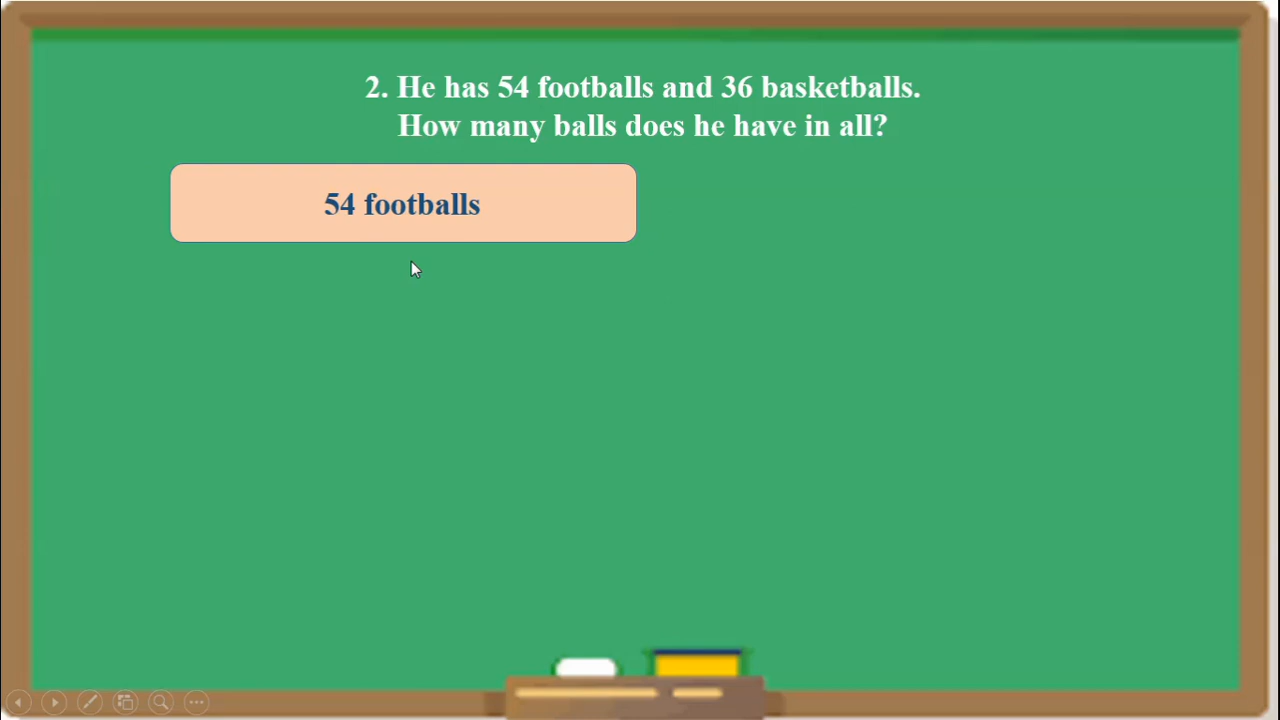 2. He has 54 footballs and 36 basketballs.
How many balls does he have in all?
54 footballs